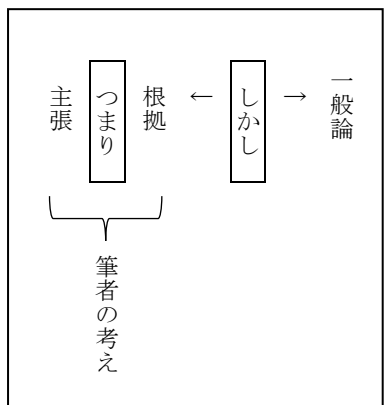 一般論
→
しかし
←
根拠
つまり
主張
筆者の考え